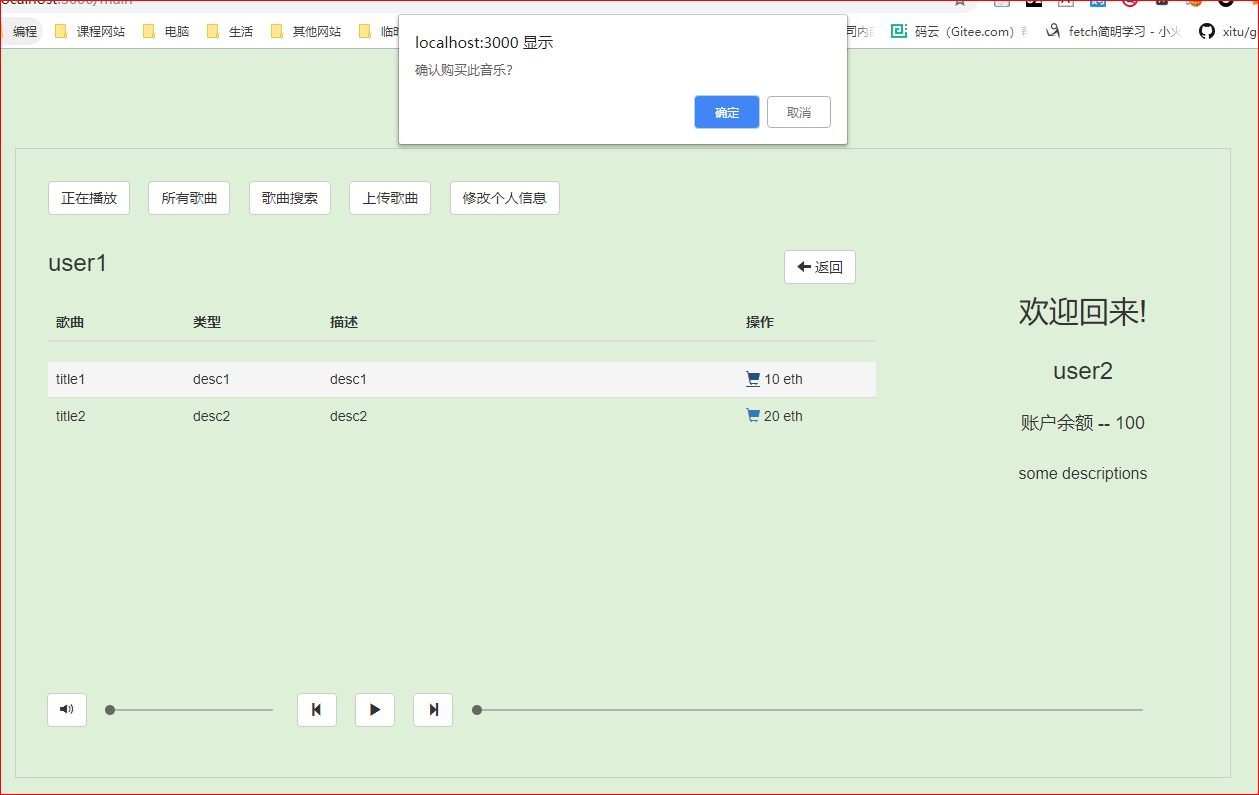 localhost:3000/main
编程 课程网站 电脑 生活 其他网站 临时 司内部 码云（Gitee.com） fetch简明学习 - 小火 xitu/g
localhost:3000 显示
确认购买此音乐?
确定 取消
正在播放 所有歌曲 歌曲搜索 上传歌曲 修改个人信息
user1 返回
欢迎回来!
歌曲 类型 描述 操作
user2
title1 desc1 desc1 10 eth
title2 desc2 desc2 20 eth
账户余额 -- 100
some descriptions